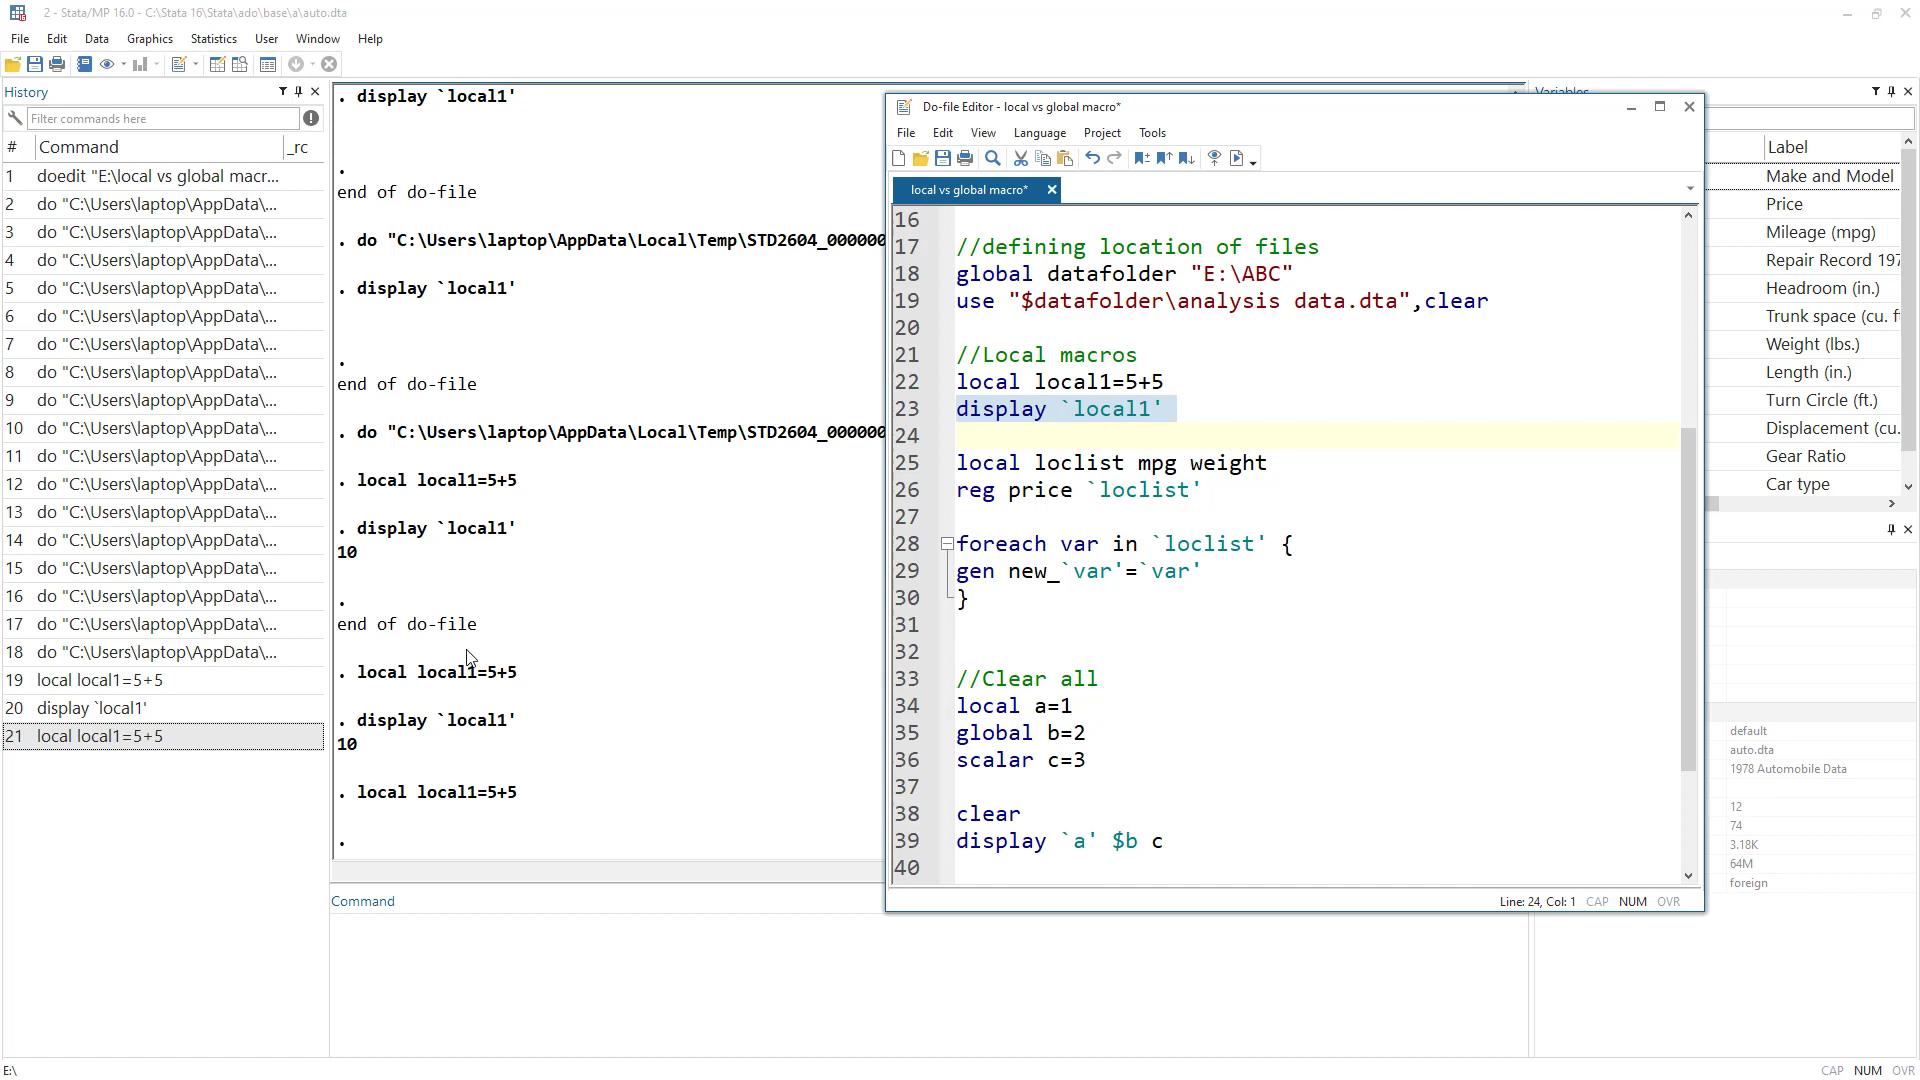 2 - Stata/MP 16.0 - C:\Stata 16\Stata\ado\base\a\auto.dta
File Edit Data Graphics Statistics User Window Help
History
Filter commands here
# Command _rc
1 doedit "E:\local vs global macr...
2 do "C:\Users\laptop\AppData\...
3 do "C:\Users\laptop\AppData\...
4 do "C:\Users\laptop\AppData\...
5 do "C:\Users\laptop\AppData\...
6 do "C:\Users\laptop\AppData\...
7 do "C:\Users\laptop\AppData\...
8 do "C:\Users\laptop\AppData\...
9 do "C:\Users\laptop\AppData\...
10 do "C:\Users\laptop\AppData\...
11 do "C:\Users\laptop\AppData\...
12 do "C:\Users\laptop\AppData\...
13 do "C:\Users\laptop\AppData\...
14 do "C:\Users\laptop\AppData\...
15 do "C:\Users\laptop\AppData\...
16 do "C:\Users\laptop\AppData\...
17 do "C:\Users\laptop\AppData\...
18 do "C:\Users\laptop\AppData\...
19 local local1=5+5
20 display `local1'
21 local local1=5+5
. display `local1'
.
end of do-file
. do "C:\Users\laptop\AppData\Local\Temp\STD2604_000000
. display `local1'
.
end of do-file
. do "C:\Users\laptop\AppData\Local\Temp\STD2604_000000
. local local1=5+5
. display `local1'
10
.
end of do-file
. local local1=5+5
. display `local1'
10
. local local1=5+5
.
Command
Do-file Editor - local vs global macro*
File Edit View Language Project Tools
local vs global macro*
16
17 //defining location of files
18 global datafolder "E:\ABC"
19 use "$datafolder\analysis data.dta",clear
20
21 //Local macros
22 local local1=5+5
23 display `local1'
24
25 local loclist mpg weight
26 reg price `loclist'
27
28 foreach var in `loclist' {
29 gen new_`var'=`var'
30 }
31
32
33 //Clear all
34 local a=1
35 global b=2
36 scalar c=3
37
38 clear
39 display `a' $b c
40
Line: 24, Col: 1 CAP NUM OVR
Variables
Label
Make and Model
Price
Mileage (mpg)
Repair Record 197
Headroom (in.)
Trunk space (cu. f
Weight (lbs.)
Length (in.)
Turn Circle (ft.)
Displacement (cu.
Gear Ratio
Car type
default
auto.dta
1978 Automobile Data
12
74
3.18K
64M
foreign
E:\
CAP NUM OVR